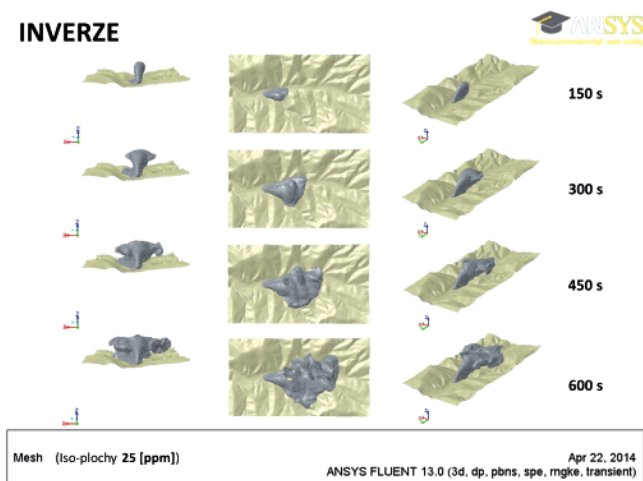 INVERZE
ANSYS
Noncommercial use only
150 s
300 s
450 s
600 s
Mesh (Iso-plochy 25 [ppm])
Apr 22, 2014
ANSYS FLUENT 13.0 (3d, dp, pbns, spe, rngke, transient)